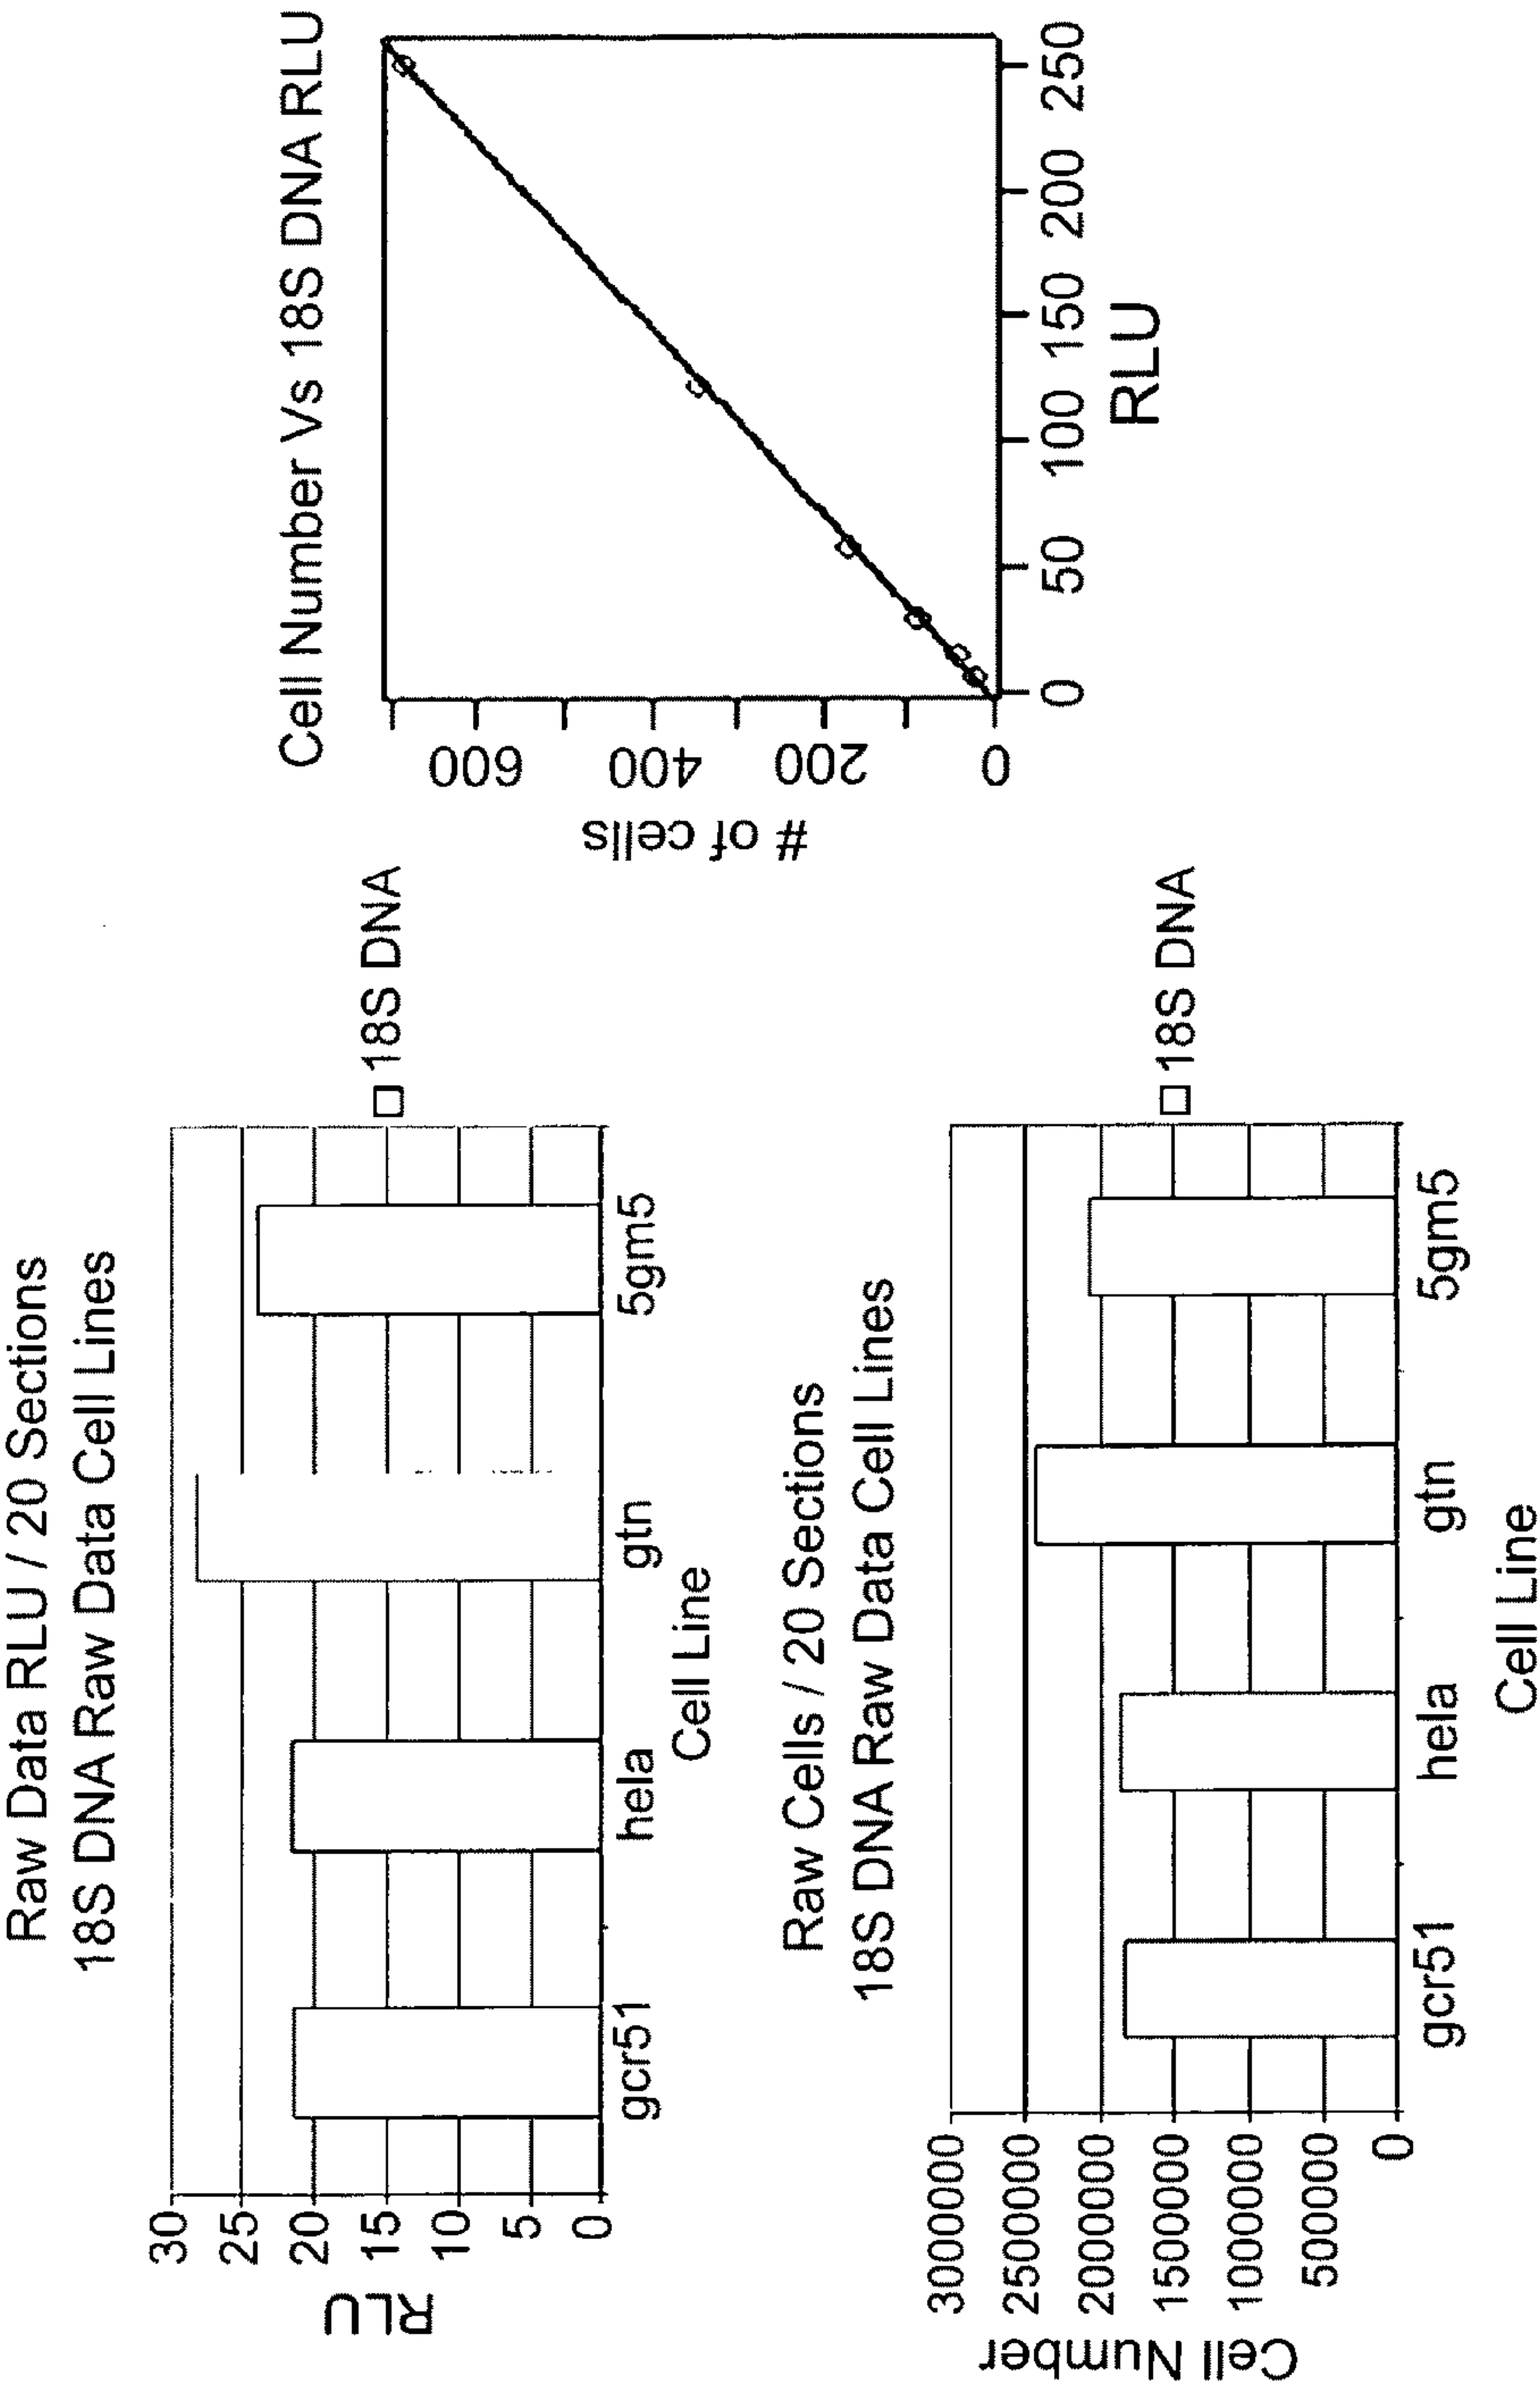 Raw Data RLU / 20 Sections
18S DNA Raw Data Cell Lines
RLU
30
25
20
15
10
5
0
gcr51
hela
gtn
5gm5
Cell Line
18S DNA
Cell Number Vs 18S DNA RLU
# of cells
600
400
200
0
0
50
100
150
200
250
RLU
Raw Cells / 20 Sections
18S DNA Raw Data Cell Lines
Cell Number
3000000
2500000
2000000
1500000
1000000
500000
0
gcr51
hela
gtn
5gm5
Cell Line
18S DNA